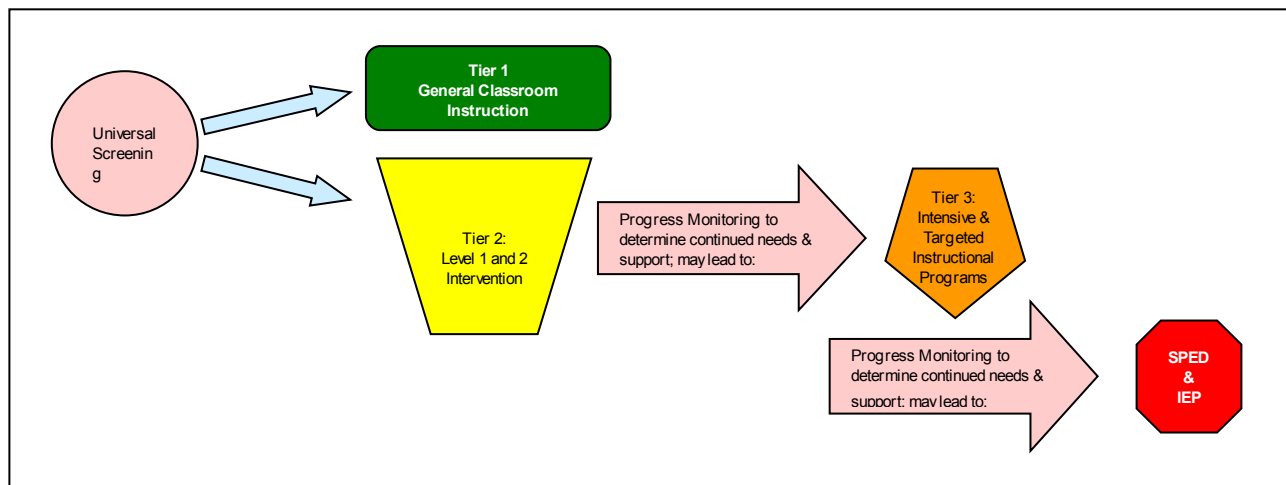 Universal
Screenin
g
Tier 1
General Classroom
Instruction
Tier 2:
Level 1 and 2
Intervention
Progress Monitoring to
determine continued needs &
support; may lead to:
Tier 3:
Intensive &
Targeted
Instructional
Programs
Progress Monitoring to
determine continued needs &
support; may lead to:
SPED
&
IEP